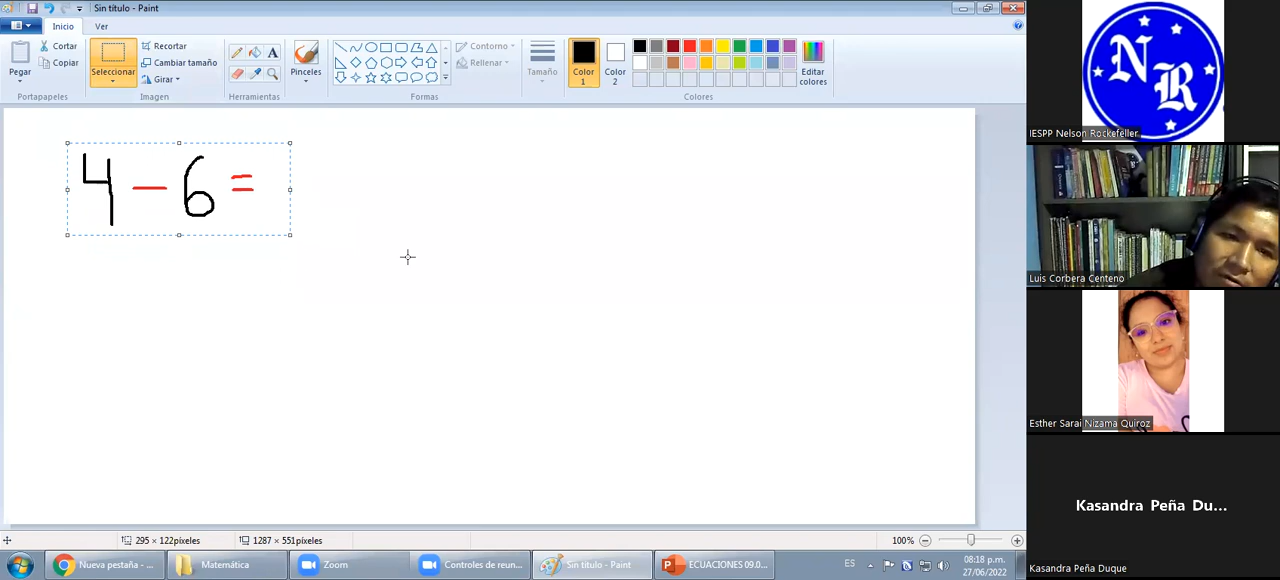 Sin título - Paint
Inicio
Ver
Pegar
Cortar
Copiar
Portapapeles
Seleccionar
Recortar
Cambiar tamaño
Girar
Imagen
Herramientas
Pinceles
Formas
Contorno
Rellenar
Tamaño
Color 1
Color 2
Editar colores
Colores
4 - 6 =
295 × 122píxeles
1287 × 551píxeles
100%
Nueva pestaña - ...
Matemática
Zoom
Controles de reun...
Sin título - Paint
ECUACIONES 09.0...
ES
08:18 p.m.
27/06/2022
NR
IESPP Nelson Rockefeller
Luis Corbera Centeno
Esther Sarai Nizama Quiroz
Kasandra Peña Du...
Kasandra Peña Duque